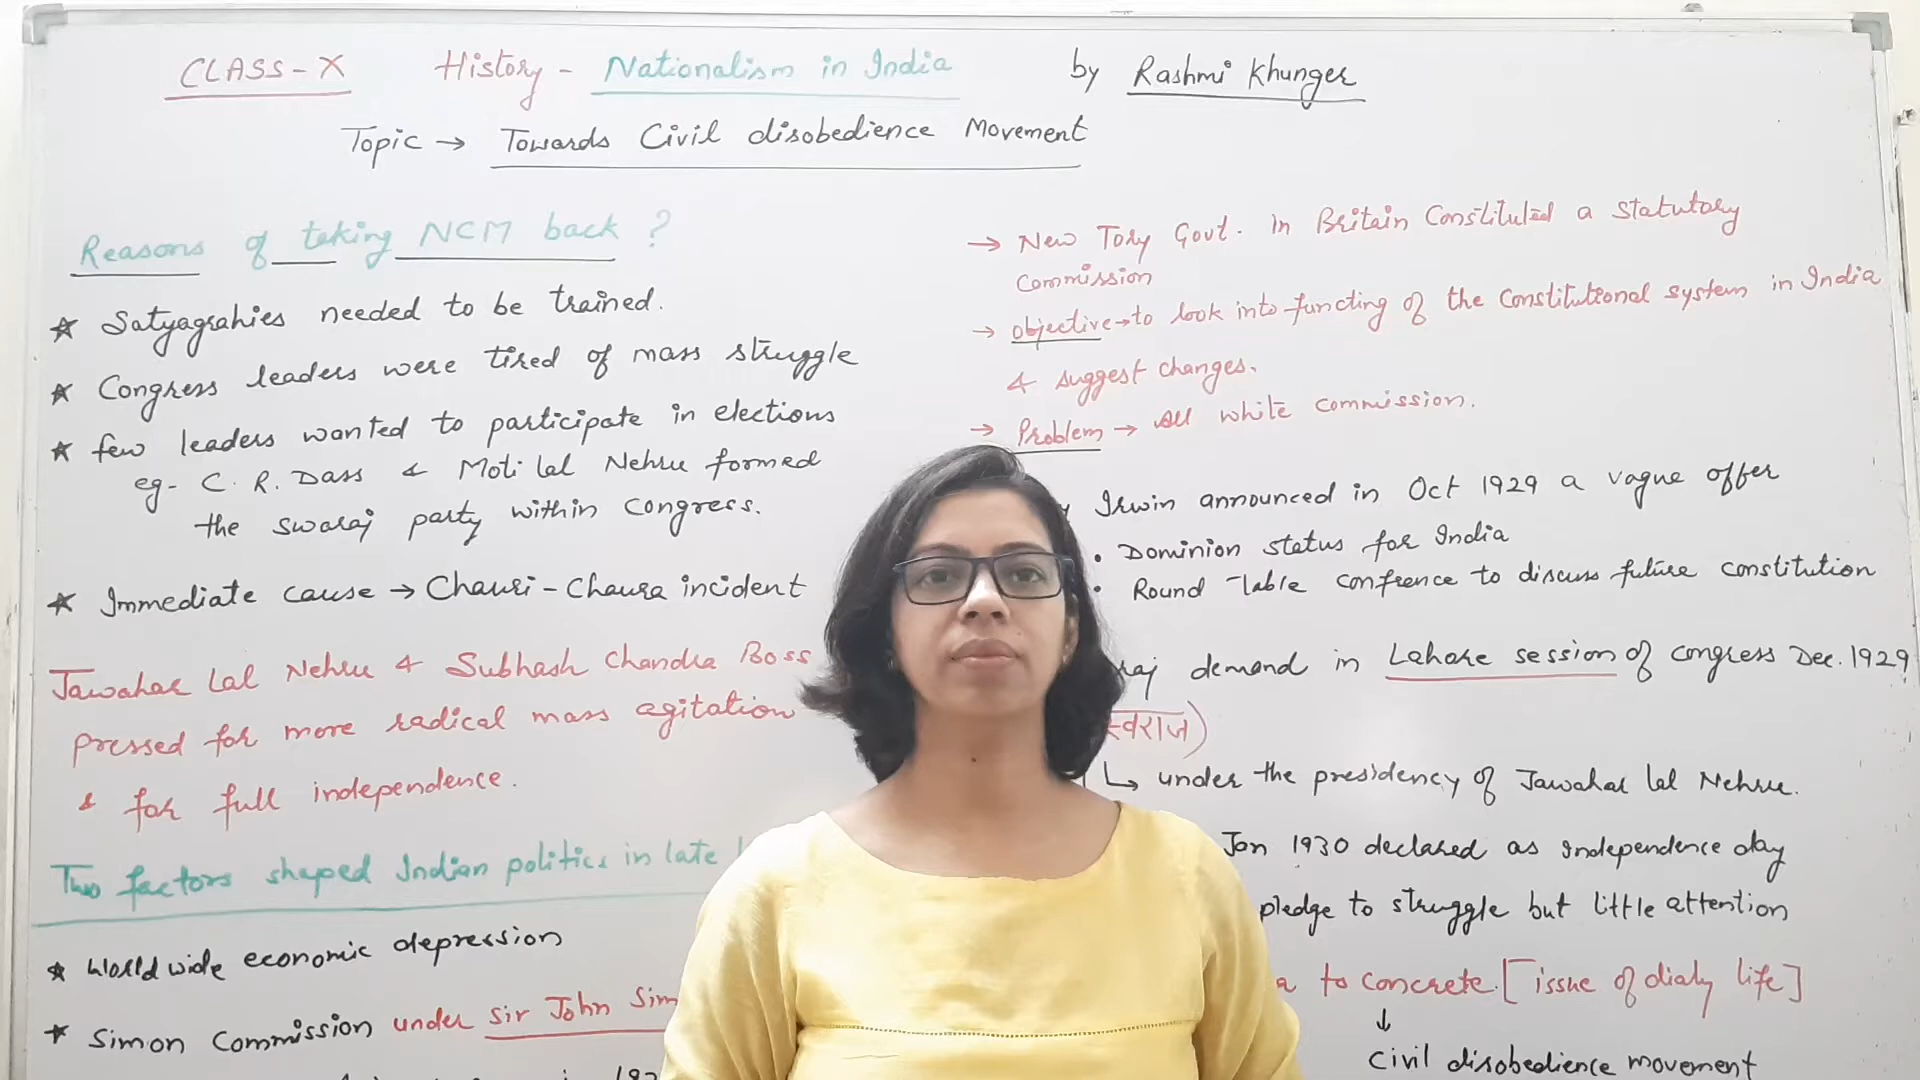 CLASS-X History - Nationalism in India by Rashmi Khunger
Topic → Towards Civil disobedience Movement
Reasons of taking NCM back ?
★ Satyagrahies needed to be trained.
★ Congress leaders were tired of mass struggle
★ few leaders wanted to participate in elections
eg- C. R. Dass & Moti lal Nehru formed
the swaraj party within Congress.
★ Immediate cause → Chauri-Chaura incident
Jawahar Lal Nehru & Subhash Chandra Boss
pressed for more radical mass agitation
& for full independence.
Two factors shaped Indian politics in late
★ World wide economic depression
★ Simon Commission under Sir John Sim
→ New Tory Govt. in Britain Constituted a Statutory
Commission
→ objective → to look into functing of the Constitutional system in India
& suggest changes.
→ Problem → All white commission.
Irwin announced in Oct 1929 a vague offer
• Dominion status for India
• Round Table confrence to discuss future constitution
raj demand in Lahore session of congress Dec. 1929
स्वराज)
↳ under the presidency of Jawahar lal Nehru.
Jan 1930 declared as independence day
pledge to struggle but little attention
a to concrete. [issue of dialy life]
↓
Civil disobedience movement